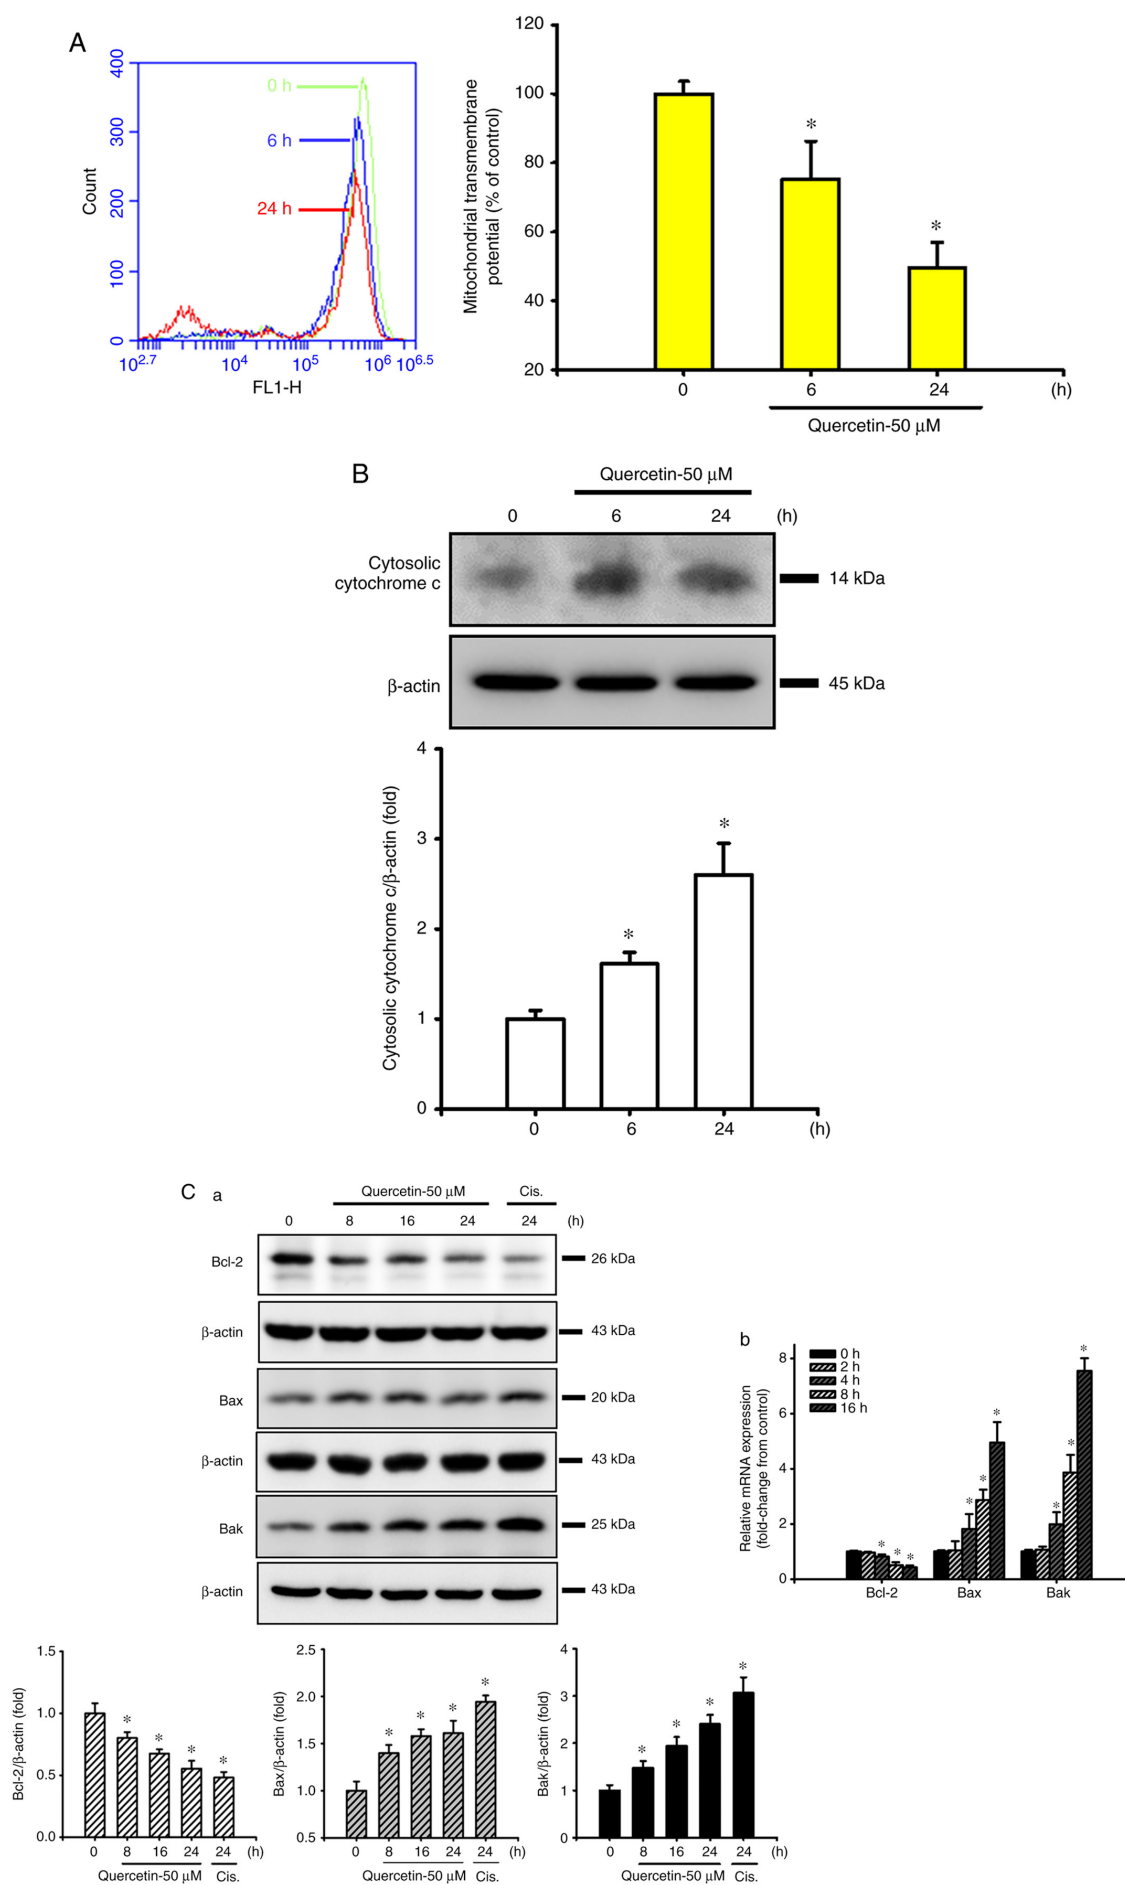 A
400
300
200
100
0
Count
0 h
6 h
24 h
10^2.7 10^4 10^5 10^6 10^6.5
FL1-H
120
100
80
60
40
20
Mitochondrial transmembrane
potential (% of control)
* *
0 6 24 (h)
Quercetin-50 μM
B
Quercetin-50 μM
0 6 24 (h)
Cytosolic
cytochrome c
14 kDa
β-actin
45 kDa
4
3
2
1
0
Cytosolic cytochrome c/β-actin (fold)
* *
0 6 24 (h)
C a
Quercetin-50 μM Cis.
0 8 16 24 24 (h)
Bcl-2 26 kDa
β-actin 43 kDa
Bax 20 kDa
β-actin 43 kDa
Bak 25 kDa
β-actin 43 kDa
b
8
6
4
2
0
Relative mRNA expression
(fold-change from control)
0 h
2 h
4 h
8 h
16 h
* * * * * * * * *
Bcl-2 Bax Bak
1.5
1.0
0.5
0.0
Bcl-2/β-actin (fold)
* * * *
0 8 16 24 24 (h)
Quercetin-50 μM Cis.
2.5
2.0
1.5
1.0
0.5
Bax/β-actin (fold)
* * * *
0 8 16 24 24 (h)
Quercetin-50 μM Cis.
4
3
2
1
0
Bak/β-actin (fold)
* * * *
0 8 16 24 24 (h)
Quercetin-50 μM Cis.